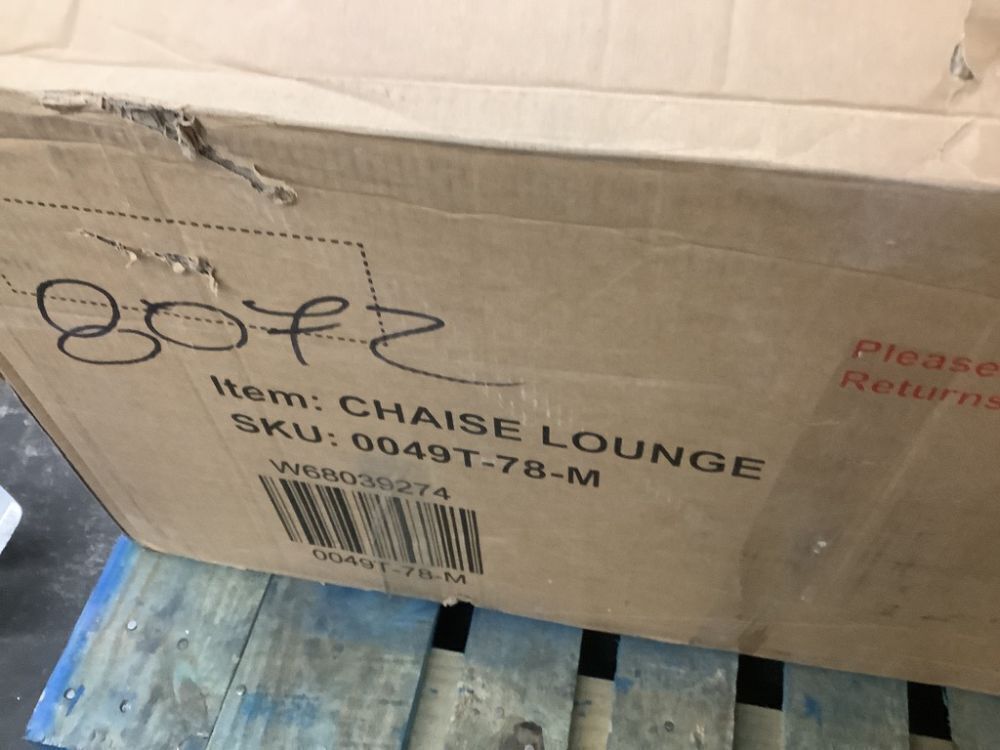 8072
Item: CHAISE LOUNGE
SKU: 0049T-78-M
W68039274
0049T-78-M
Please
Returns